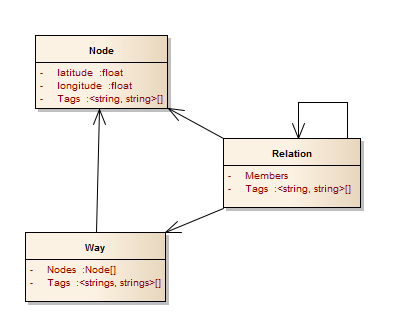 Node
- latitude :float
- longitude :float
- Tags :<string, string>[]
Relation
- Members
- Tags :<string, string>[]
Way
- Nodes :Node[]
- Tags :<strings, strings>[]